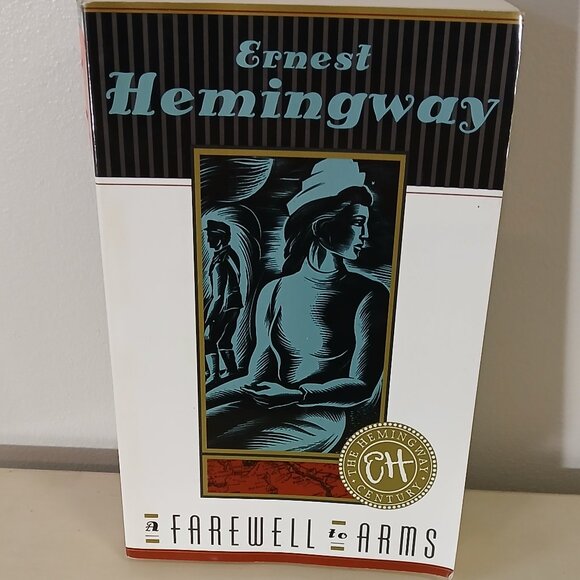 Ernest
Hemingway
THE HEMINGWAY
EH
CENTURY
A FAREWELL to ARMS